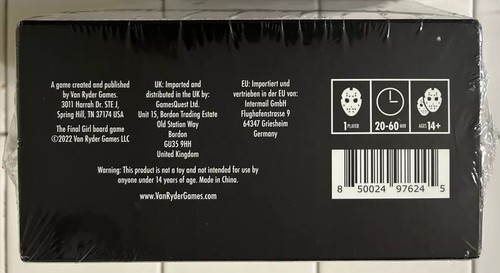 A game created and published
by Van Ryder Games.
3011 Harrah Dr. STE J,
Spring Hill, TN 37174 USA
The Final Girl board game
©2022 Van Ryder Games LLC
UK: Imported and
distributed in the UK by:
GamesQuest Ltd.
Unit 15, Bordon Trading Estate
Old Station Way
Bordon
GU35 9HH
United Kingdom
EU: Importiert und
vertrieben in der EU von:
Intermail GmbH
Flughafenstrasse 9
64347 Griesheim
Germany
1 PLAYER
20-60 MIN
AGES 14+
Warning: This product is not a toy and not intended for use by
anyone under 14 years of age. Made in China.
www.VanRyderGames.com
8 50024 97624 5